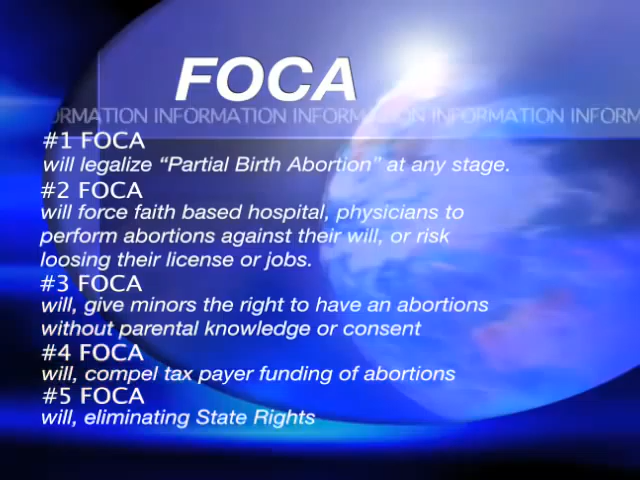 FOCA
ORMATION INFORMATION INFORMATION INFORMATION INFORM
#1 FOCA
will legalize “Partial Birth Abortion” at any stage.
#2 FOCA
will force faith based hospital, physicians to
perform abortions against their will, or risk
loosing their license or jobs.
#3 FOCA
will, give minors the right to have an abortions
without parental knowledge or consent
#4 FOCA
will, compel tax payer funding of abortions
#5 FOCA
will, eliminating State Rights